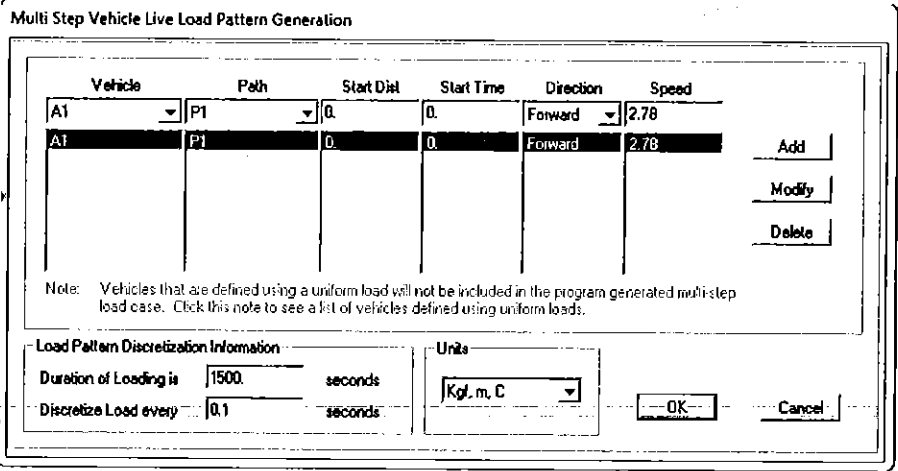 Multi Step Vehicle Live Load Pattern Generation
Vehicle Path Start Dist Start Time Direction Speed
A1 P1 0. 0. Forward 2.78
A1 P1 0. 0. Forward 2.78
Add
Modify
Delete
Note: Vehicles that are defined using a uniform load will not be included in the program generated multi-step
load case. Click this note to see a list of vehicles defined using uniform loads.
Load Pattern Discretization Information
Duration of Loading is 1500. seconds
Discretize Load every 0.1 seconds
Units
Kgf, m, C
OK
Cancel